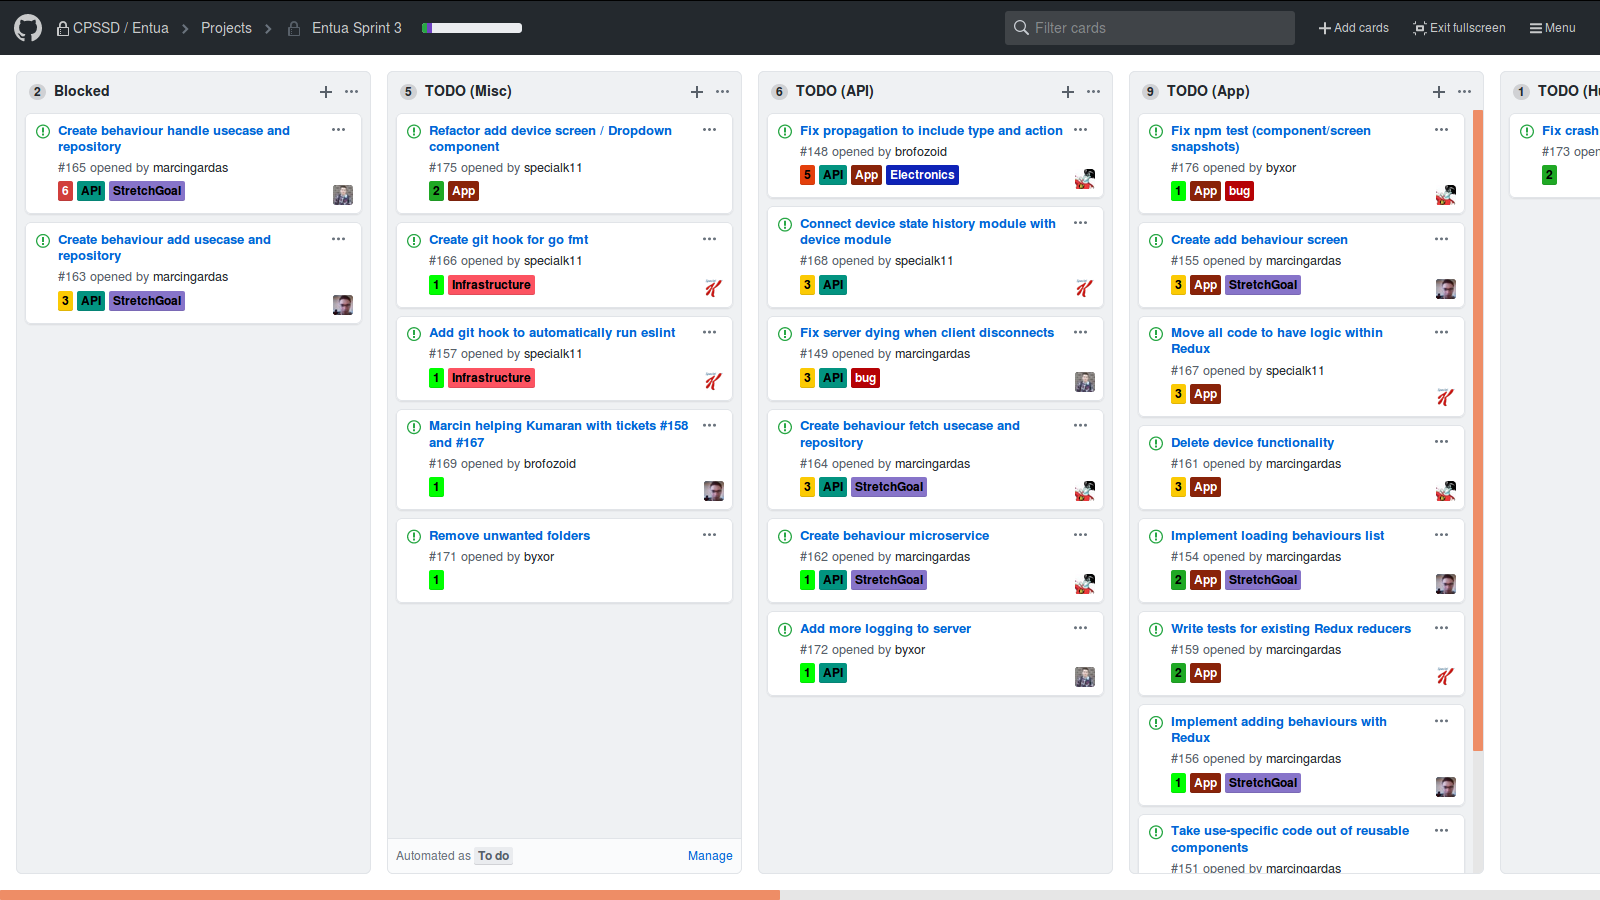 CPSSD / Entua
Projects
Entua Sprint 3
Filter cards
Add cards
Exit fullscreen
Menu
2 Blocked
Create behaviour handle usecase and
repository
#165 opened by marcingardas
6 API StretchGoal
Create behaviour add usecase and
repository
#163 opened by marcingardas
3 API StretchGoal
5 TODO (Misc)
Refactor add device screen / Dropdown
component
#175 opened by specialk11
2 App
Create git hook for go fmt
#166 opened by specialk11
1 Infrastructure
Add git hook to automatically run eslint
#157 opened by specialk11
1 Infrastructure
Marcin helping Kumaran with tickets #158
and #167
#169 opened by brofozoid
1
Remove unwanted folders
#171 opened by byxor
1
Automated as To do
Manage
6 TODO (API)
Fix propagation to include type and action
#148 opened by brofozoid
5 API App Electronics
Connect device state history module with
device module
#168 opened by specialk11
3 API
Fix server dying when client disconnects
#149 opened by marcingardas
3 API bug
Create behaviour fetch usecase and
repository
#164 opened by marcingardas
3 API StretchGoal
Create behaviour microservice
#162 opened by marcingardas
1 API StretchGoal
Add more logging to server
#172 opened by byxor
1 API
9 TODO (App)
Fix npm test (component/screen
snapshots)
#176 opened by byxor
1 App bug
Create add behaviour screen
#155 opened by marcingardas
3 App StretchGoal
Move all code to have logic within
Redux
#167 opened by specialk11
3 App
Delete device functionality
#161 opened by marcingardas
3 App
Implement loading behaviours list
#154 opened by marcingardas
2 App StretchGoal
Write tests for existing Redux reducers
#159 opened by marcingardas
2 App
Implement adding behaviours with
Redux
#156 opened by marcingardas
1 App StretchGoal
Take use-specific code out of reusable
components
#151 opened by marcingardas
1 TODO (H
Fix crash
#173 open
2